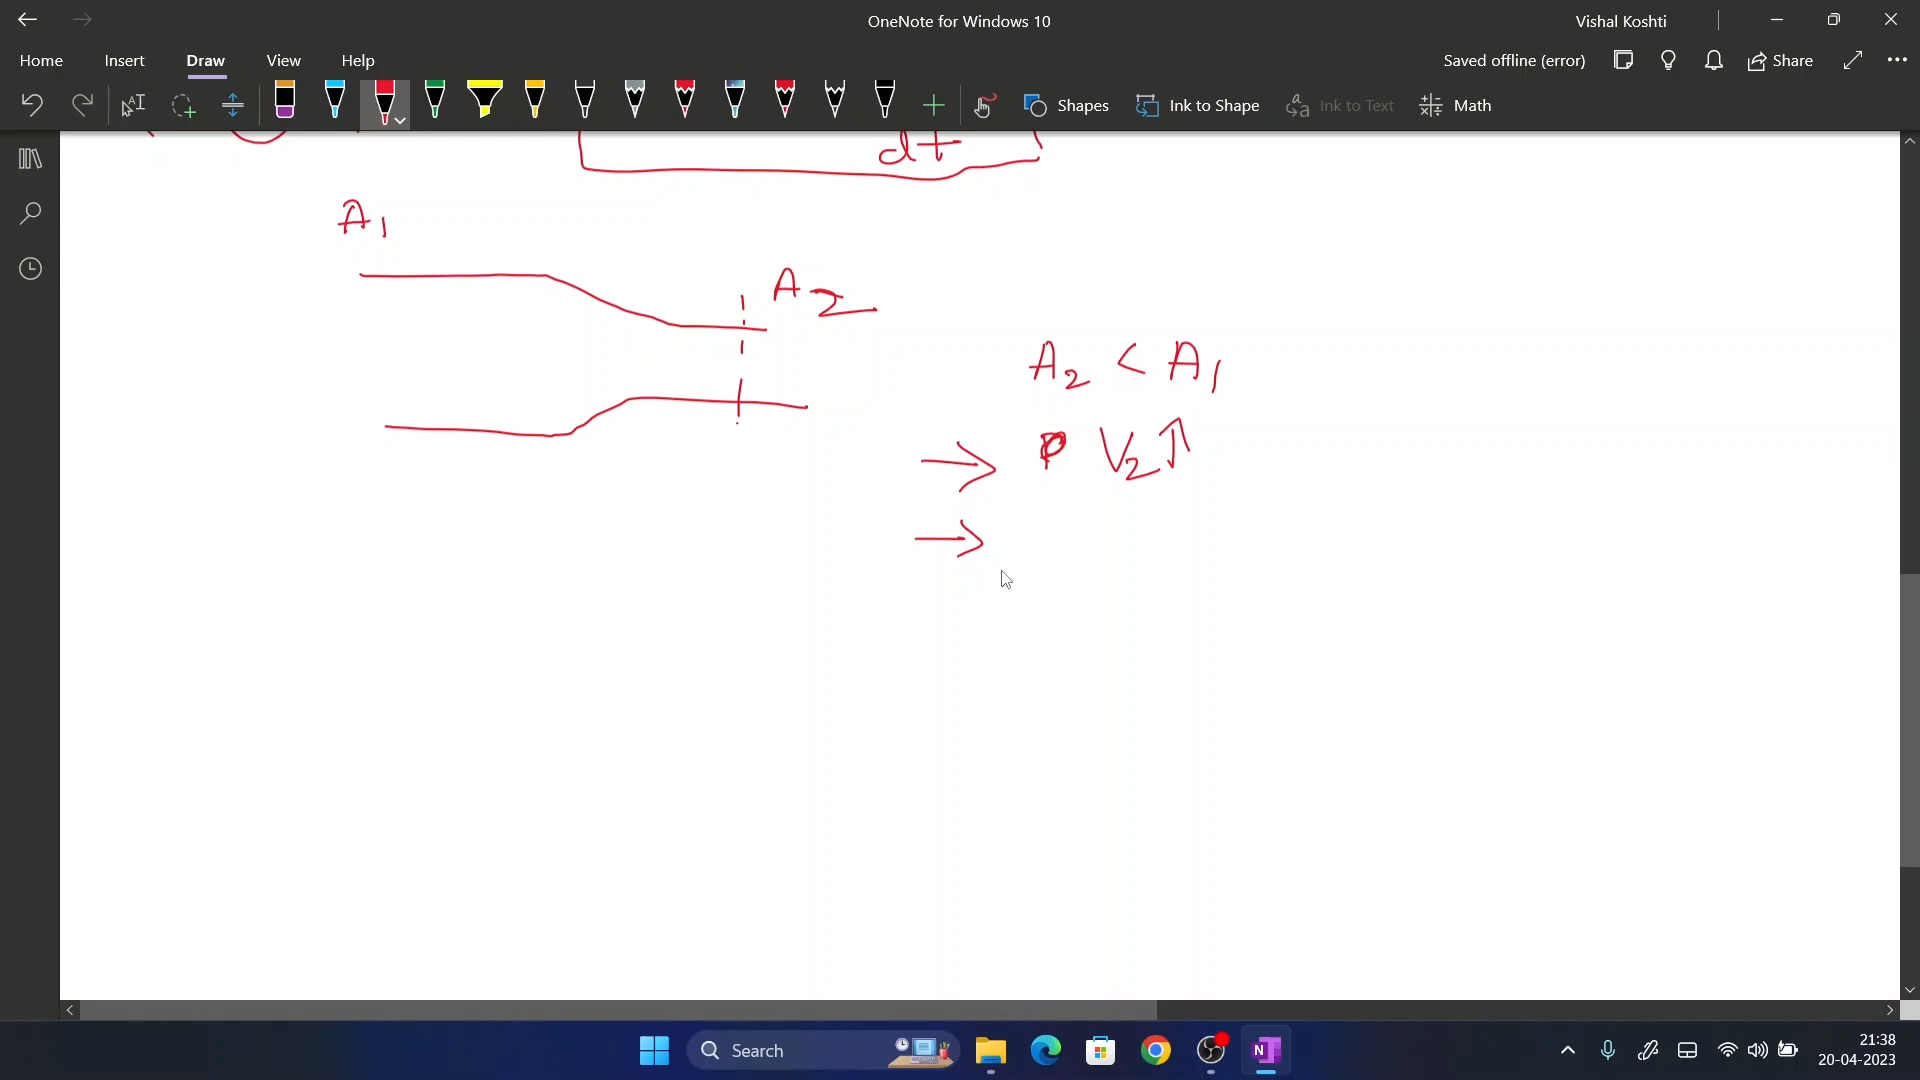 OneNote for Windows 10
Vishal Koshti
Home Insert Draw View Help
Saved offline (error)
Share
Shapes
Ink to Shape
Ink to Text
Math
dt
A1
A2
A2 < A1
→ P V2↑
→
Search
21:38
20-04-2023